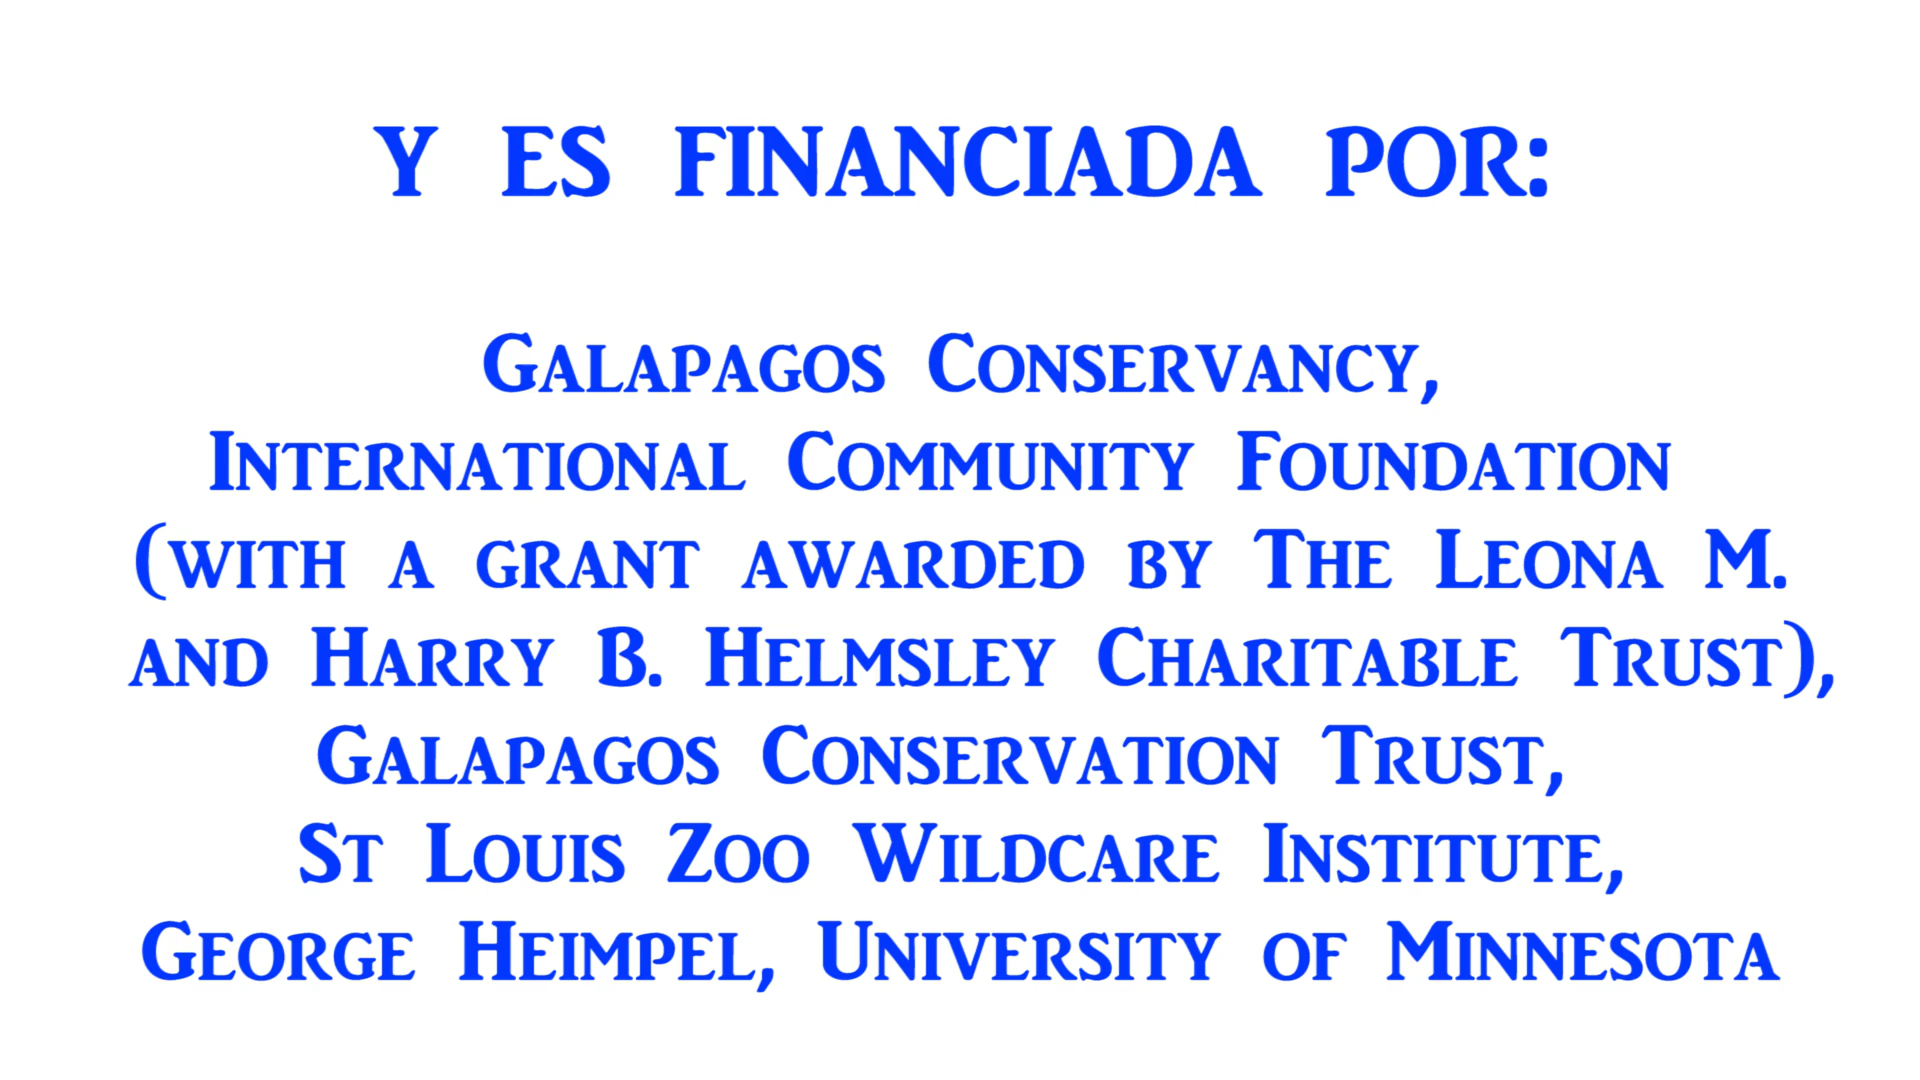 Y ES FINANCIADA POR:
Galapagos Conservancy,
International Community Foundation
(with a grant awarded by The Leona M.
and Harry B. Helmsley Charitable Trust),
Galapagos Conservation Trust,
St Louis Zoo Wildcare Institute,
George Heimpel, University of Minnesota